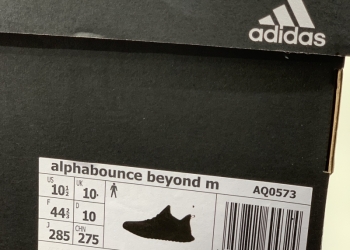 adidas
alphabounce beyond m
AQ0573
US UK
10½ 10
F D
44⅔ 10
J CHN
285 275